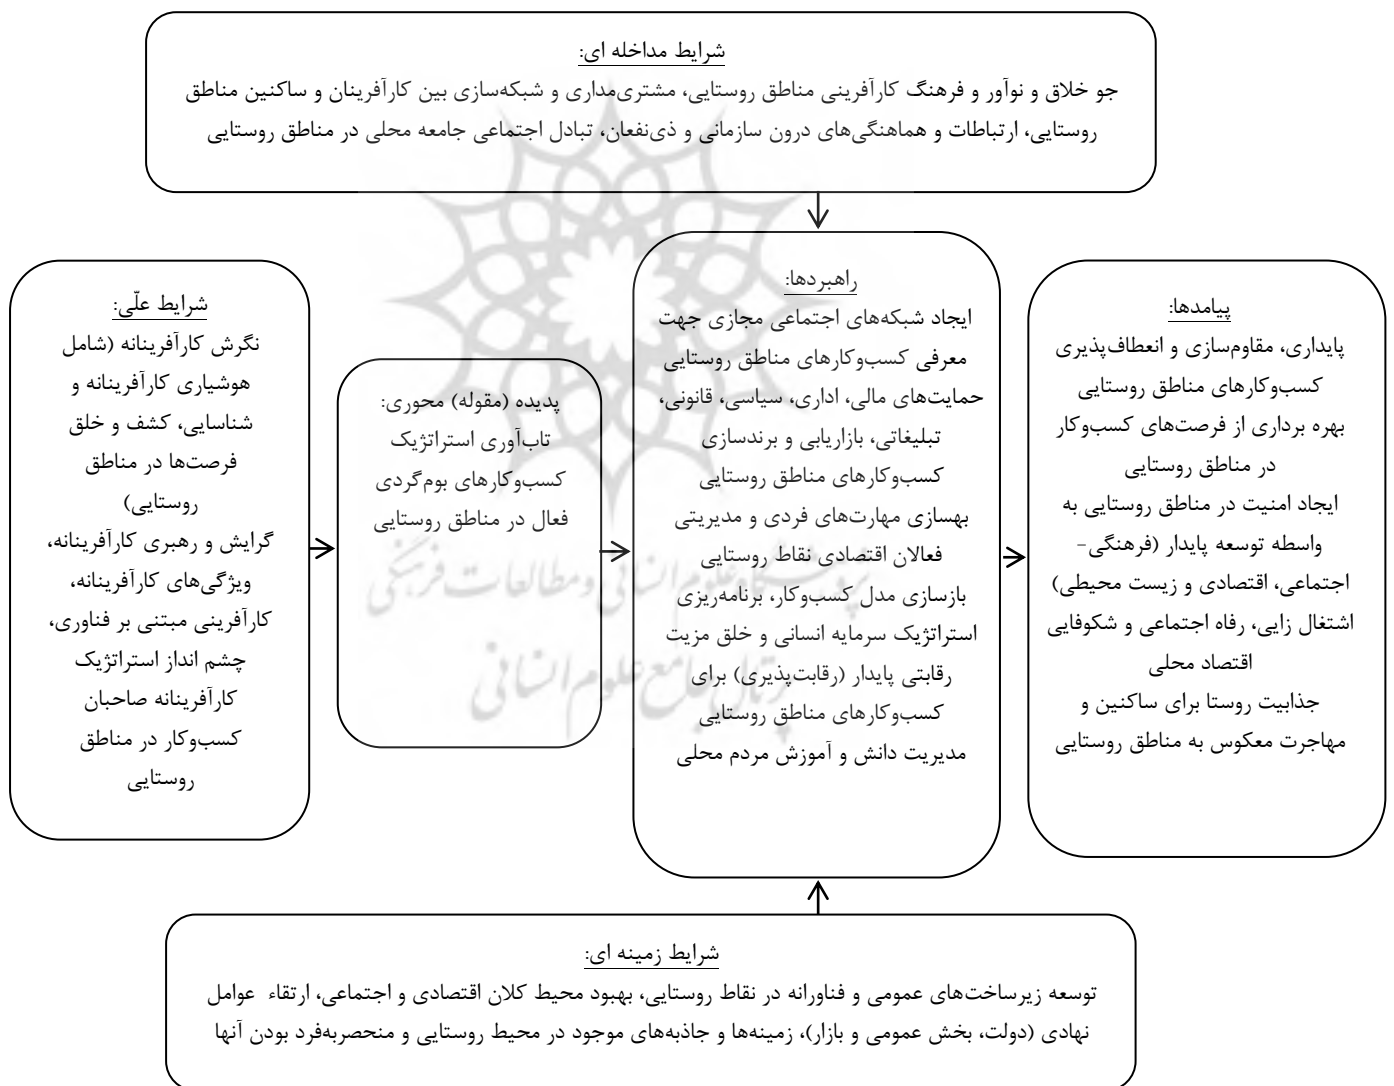 شرایط مداخله ای:
جو خلاق و نوآور و فرهنگ کارآفرینی مناطق روستایی، مشتری‌مداری و شبکه‌سازی بین کارآفرینان و ساکنین مناطق
روستایی، ارتباطات و هماهنگی‌های درون سازمانی و ذی‌نفعان، تبادل اجتماعی جامعه محلی در مناطق روستایی
شرایط علّی:
نگرش کارآفرینانه (شامل
هوشیاری کارآفرینانه و
شناسایی، کشف و خلق
فرصت‌ها در مناطق
روستایی)
گرایش و رهبری کارآفرینانه،
ویژگی‌های کارآفرینانه،
کارآفرینی مبتنی بر فناوری،
چشم انداز استراتژیک
کارآفرینانه صاحبان
کسب‌وکار در مناطق
روستایی
پدیده (مقوله) محوری:
تاب‌آوری استراتژیک
کسب‌وکارهای بوم‌گردی
فعال در مناطق روستایی
راهبردها:
ایجاد شبکه‌های اجتماعی مجازی جهت
معرفی کسب‌وکارهای مناطق روستایی
حمایت‌های مالی، اداری، سیاسی، قانونی،
تبلیغاتی، بازاریابی و برندسازی
کسب‌وکارهای مناطق روستایی
بهسازی مهارت‌های فردی و مدیریتی
فعالان اقتصادی نقاط روستایی
بازسازی مدل کسب‌وکار، برنامه‌ریزی
استراتژیک سرمایه انسانی و خلق مزیت
رقابتی پایدار (رقابت‌پذیری) برای
کسب‌وکارهای مناطق روستایی
مدیریت دانش و آموزش مردم محلی
پیامدها:
پایداری، مقاوم‌سازی و انعطاف‌پذیری
کسب‌وکارهای مناطق روستایی
بهره برداری از فرصت‌های کسب‌وکار
در مناطق روستایی
ایجاد امنیت در مناطق روستایی به
واسطه توسعه پایدار (فرهنگی-
اجتماعی، اقتصادی و زیست محیطی)
اشتغال زایی، رفاه اجتماعی و شکوفایی
اقتصاد محلی
جذابیت روستا برای ساکنین و
مهاجرت معکوس به مناطق روستایی
شرایط زمینه ای:
توسعه زیرساخت‌های عمومی و فناورانه در نقاط روستایی، بهبود محیط کلان اقتصادی و اجتماعی، ارتقاء عوامل
نهادی (دولت، بخش عمومی و بازار)، زمینه‌ها و جاذبه‌های موجود در محیط روستایی و منحصربه‌فرد بودن آنها
پژوهشگاه علوم انسانی و مطالعات فرهنگی
پرتال جامع علوم انسانی